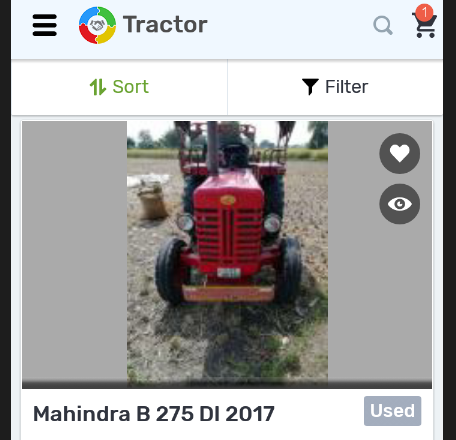 Tractor
1
Sort
Filter
Mahindra B 275 DI 2017
Used